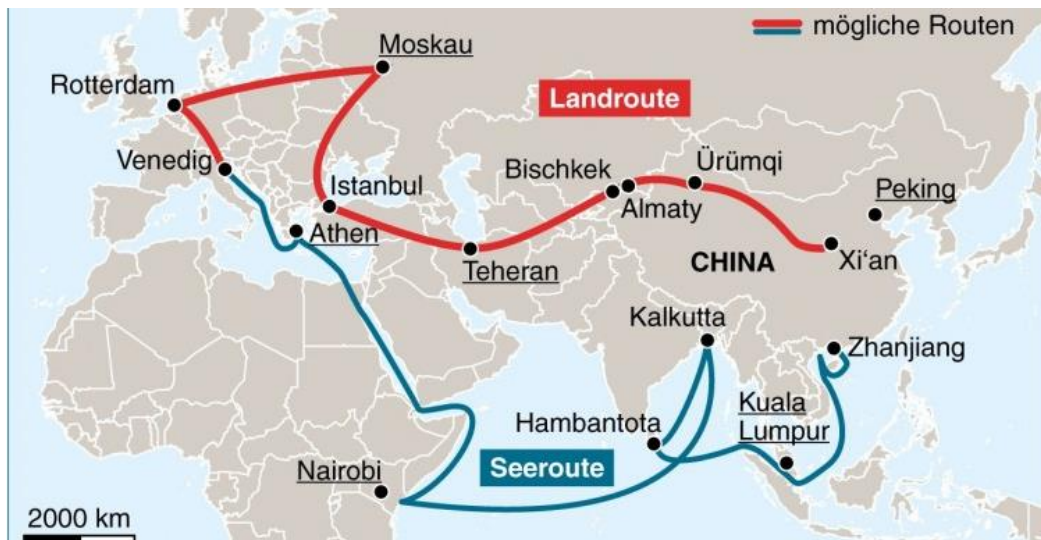 mögliche Routen
Moskau
Rotterdam
Landroute
Venedig
Bischkek
Ürümqi
Istanbul
Almaty
Peking
Athen
Teheran
CHINA
Xi‘an
Kalkutta
Zhanjiang
Hambantota
Kuala
Lumpur
Seeroute
Nairobi
2000 km